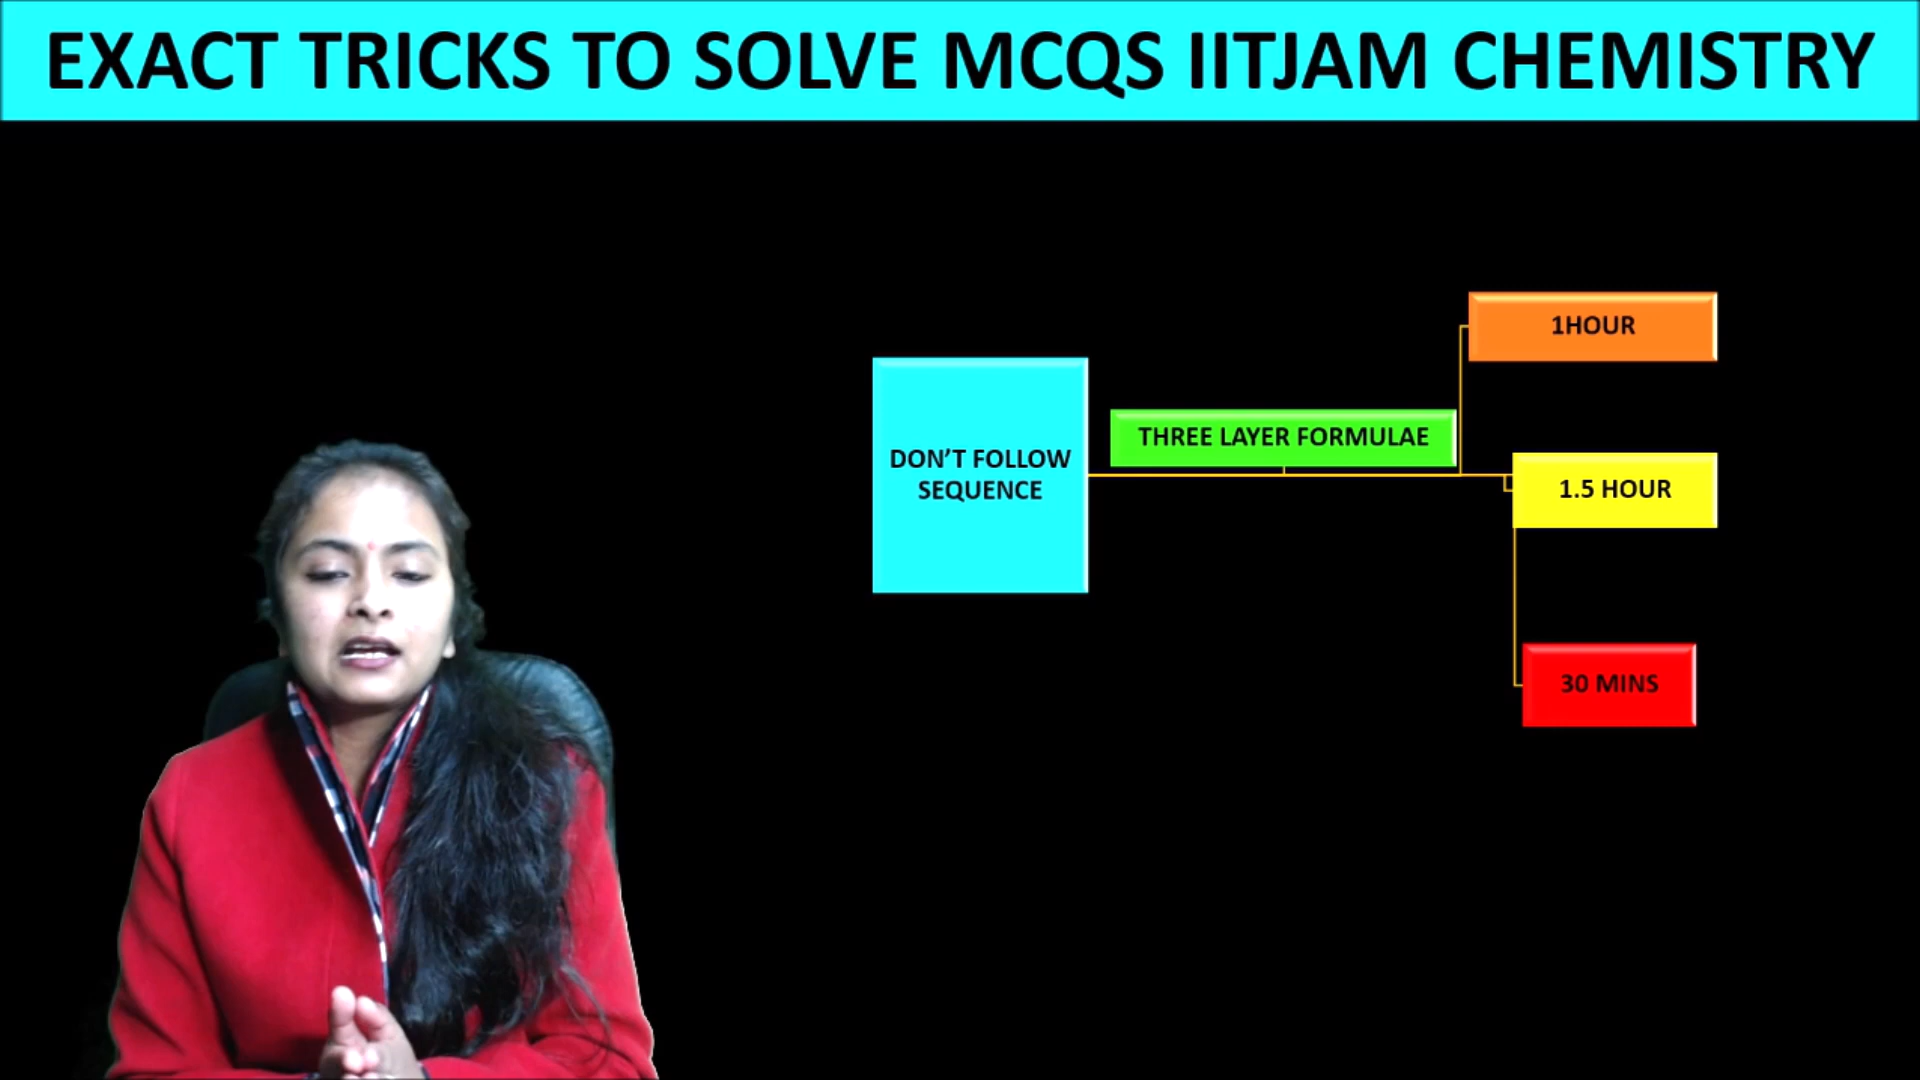 EXACT TRICKS TO SOLVE MCQS IITJAM CHEMISTRY
1HOUR
THREE LAYER FORMULAE
DON’T FOLLOW
SEQUENCE
1.5 HOUR
30 MINS